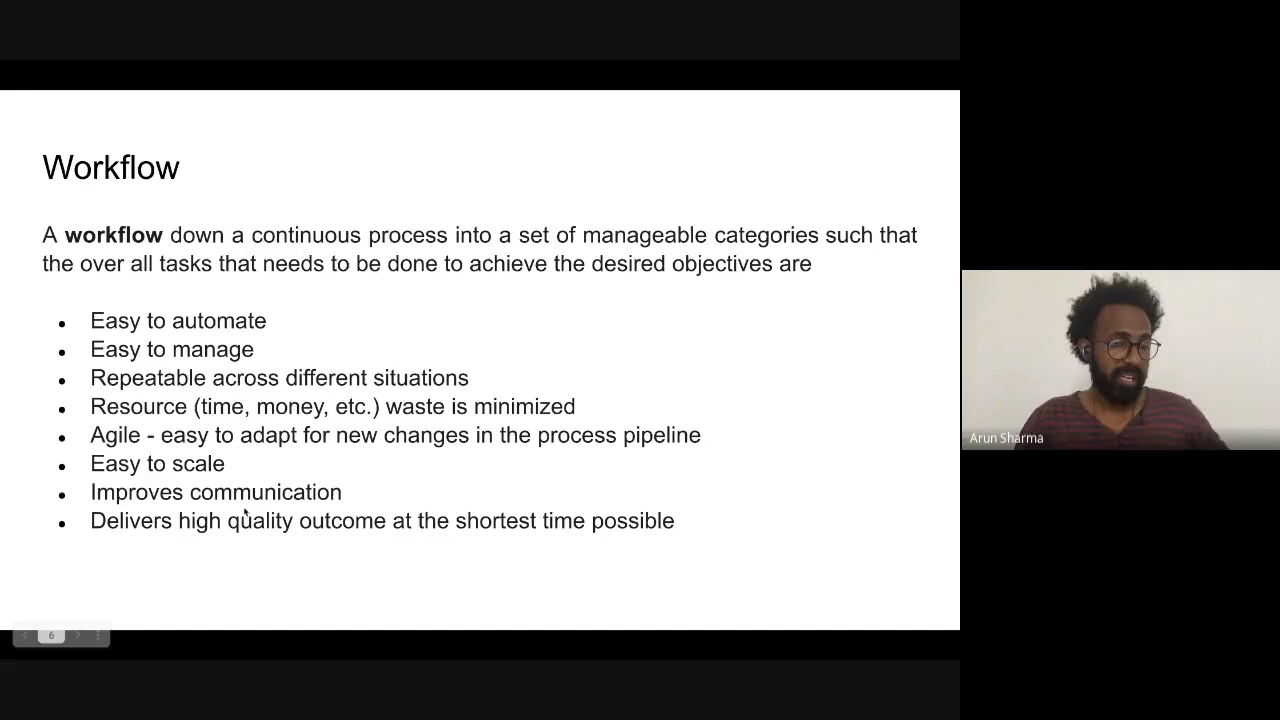 Workflow
A workflow down a continuous process into a set of manageable categories such that
the over all tasks that needs to be done to achieve the desired objectives are
● Easy to automate
● Easy to manage
● Repeatable across different situations
● Resource (time, money, etc.) waste is minimized
● Agile - easy to adapt for new changes in the process pipeline
● Easy to scale
● Improves communication
● Delivers high quality outcome at the shortest time possible
6
Arun Sharma